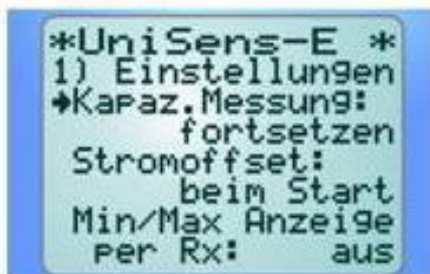 *UniSens-E *
1) Einstellungen
➔Kapaz.Messung:
fortsetzen
Stromoffset:
beim Start
Min/Max Anzeige
per Rx: aus